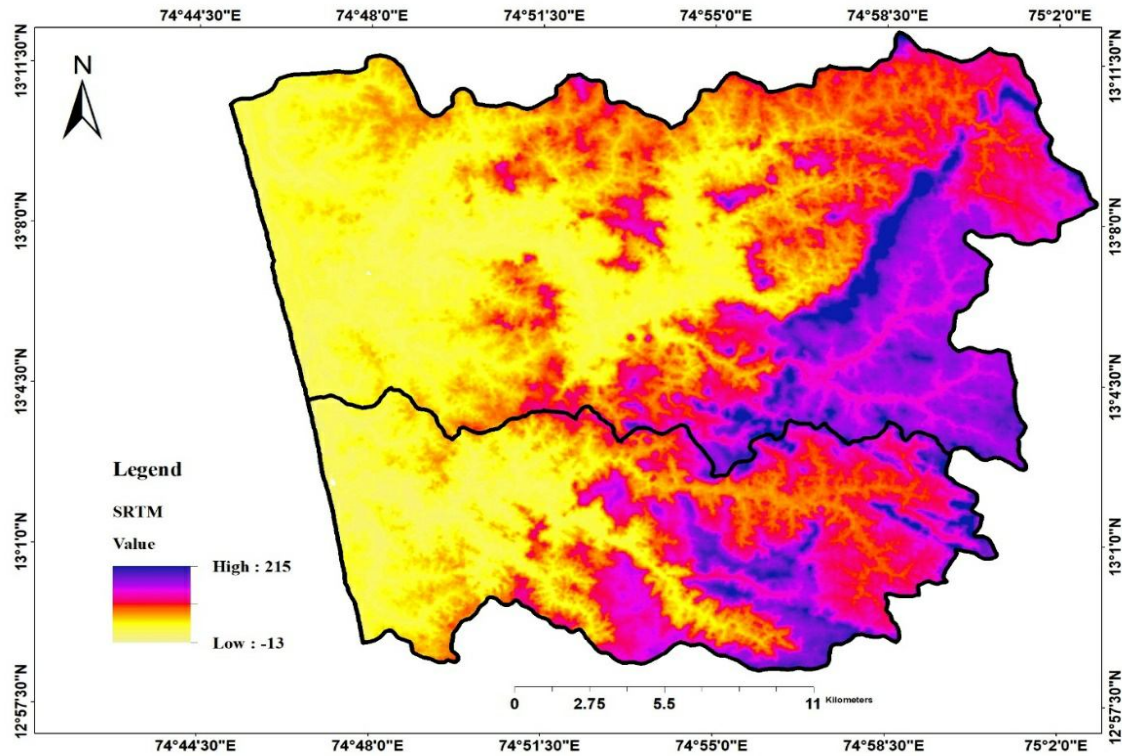 74°44'30"E 74°48'0"E 74°51'30"E 74°55'0"E 74°58'30"E 75°2'0"E
N
13°11'30"N 13°11'30"N
13°8'0"N 13°8'0"N
13°4'30"N 13°4'30"N
Legend
SRTM
Value
13°1'0"N 13°1'0"N
High : 215
Low : -13
0 2.75 5.5 11 Kilometers
12°57'30"N 12°57'30"N
74°44'30"E 74°48'0"E 74°51'30"E 74°55'0"E 74°58'30"E 75°2'0"E